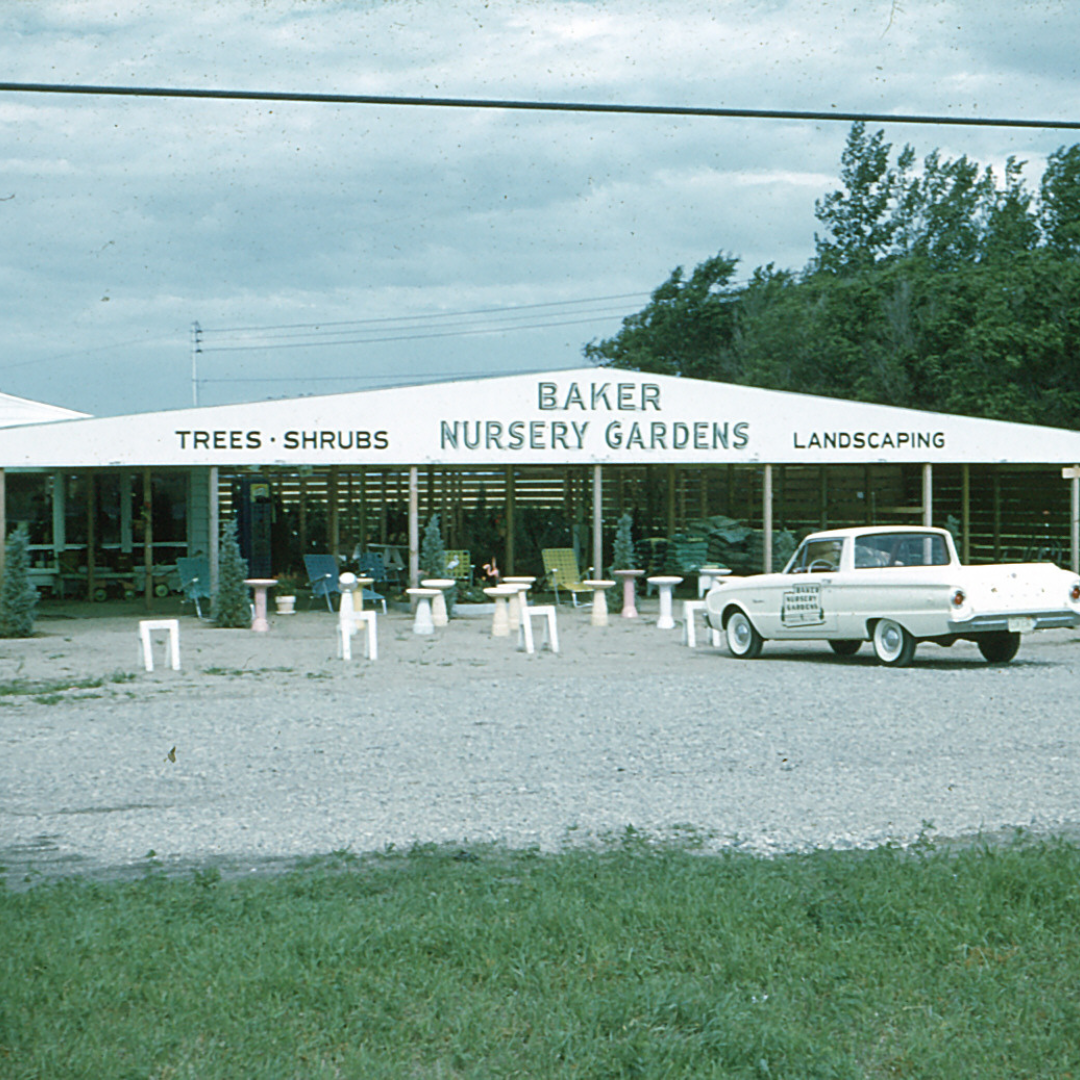 BAKER
TREES · SHRUBS NURSERY GARDENS LANDSCAPING
BAKER
NURSERY
GARDENS